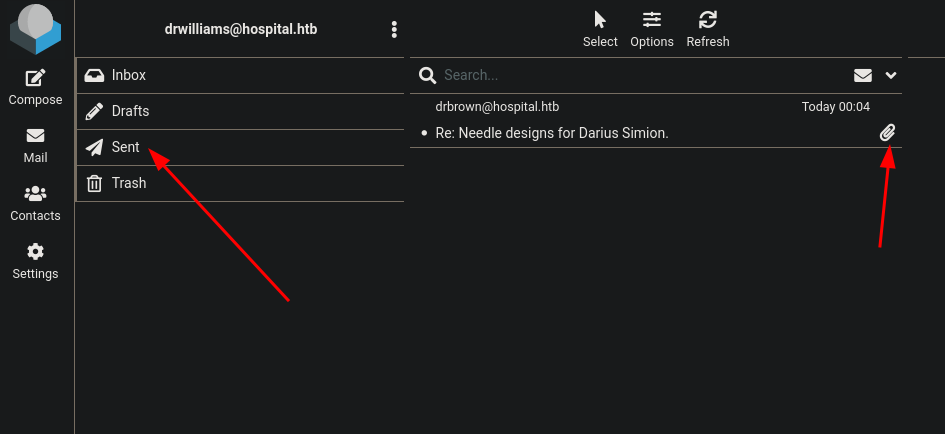 drwilliams@hospital.htb
Select
Options
Refresh
Compose
Mail
Contacts
Settings
Inbox
Drafts
Sent
Trash
Search...
drbrown@hospital.htb
Today 00:04
Re: Needle designs for Darius Simion.